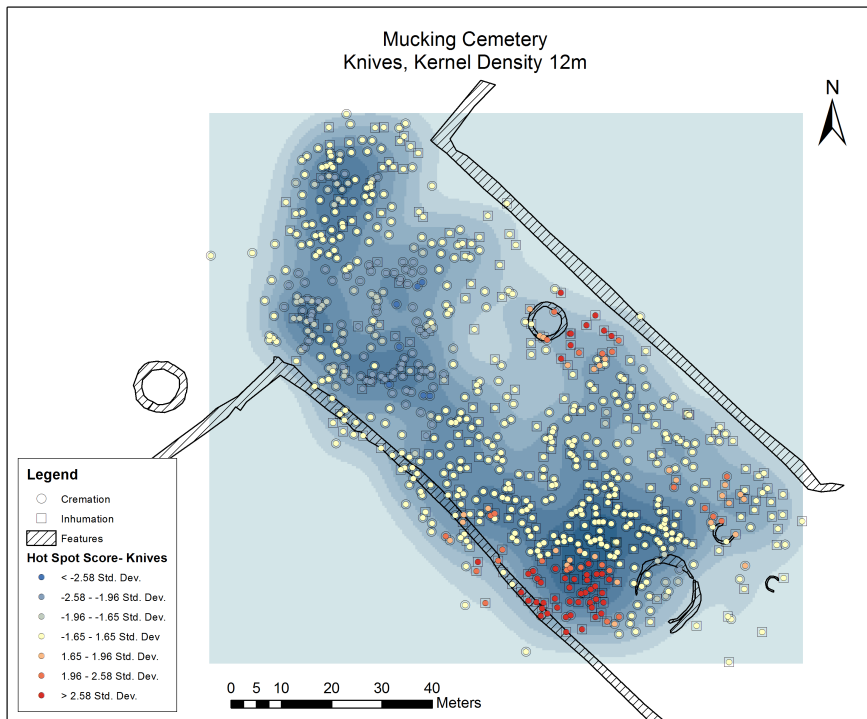 Mucking Cemetery
Knives, Kernel Density 12m
N
Legend
Cremation
Inhumation
Features
Hot Spot Score- Knives
< -2.58 Std. Dev.
-2.58 - -1.96 Std. Dev.
-1.96 - -1.65 Std. Dev.
-1.65 - 1.65 Std. Dev
1.65 - 1.96 Std. Dev.
1.96 - 2.58 Std. Dev.
> 2.58 Std. Dev.
0 5 10 20 30 40
Meters